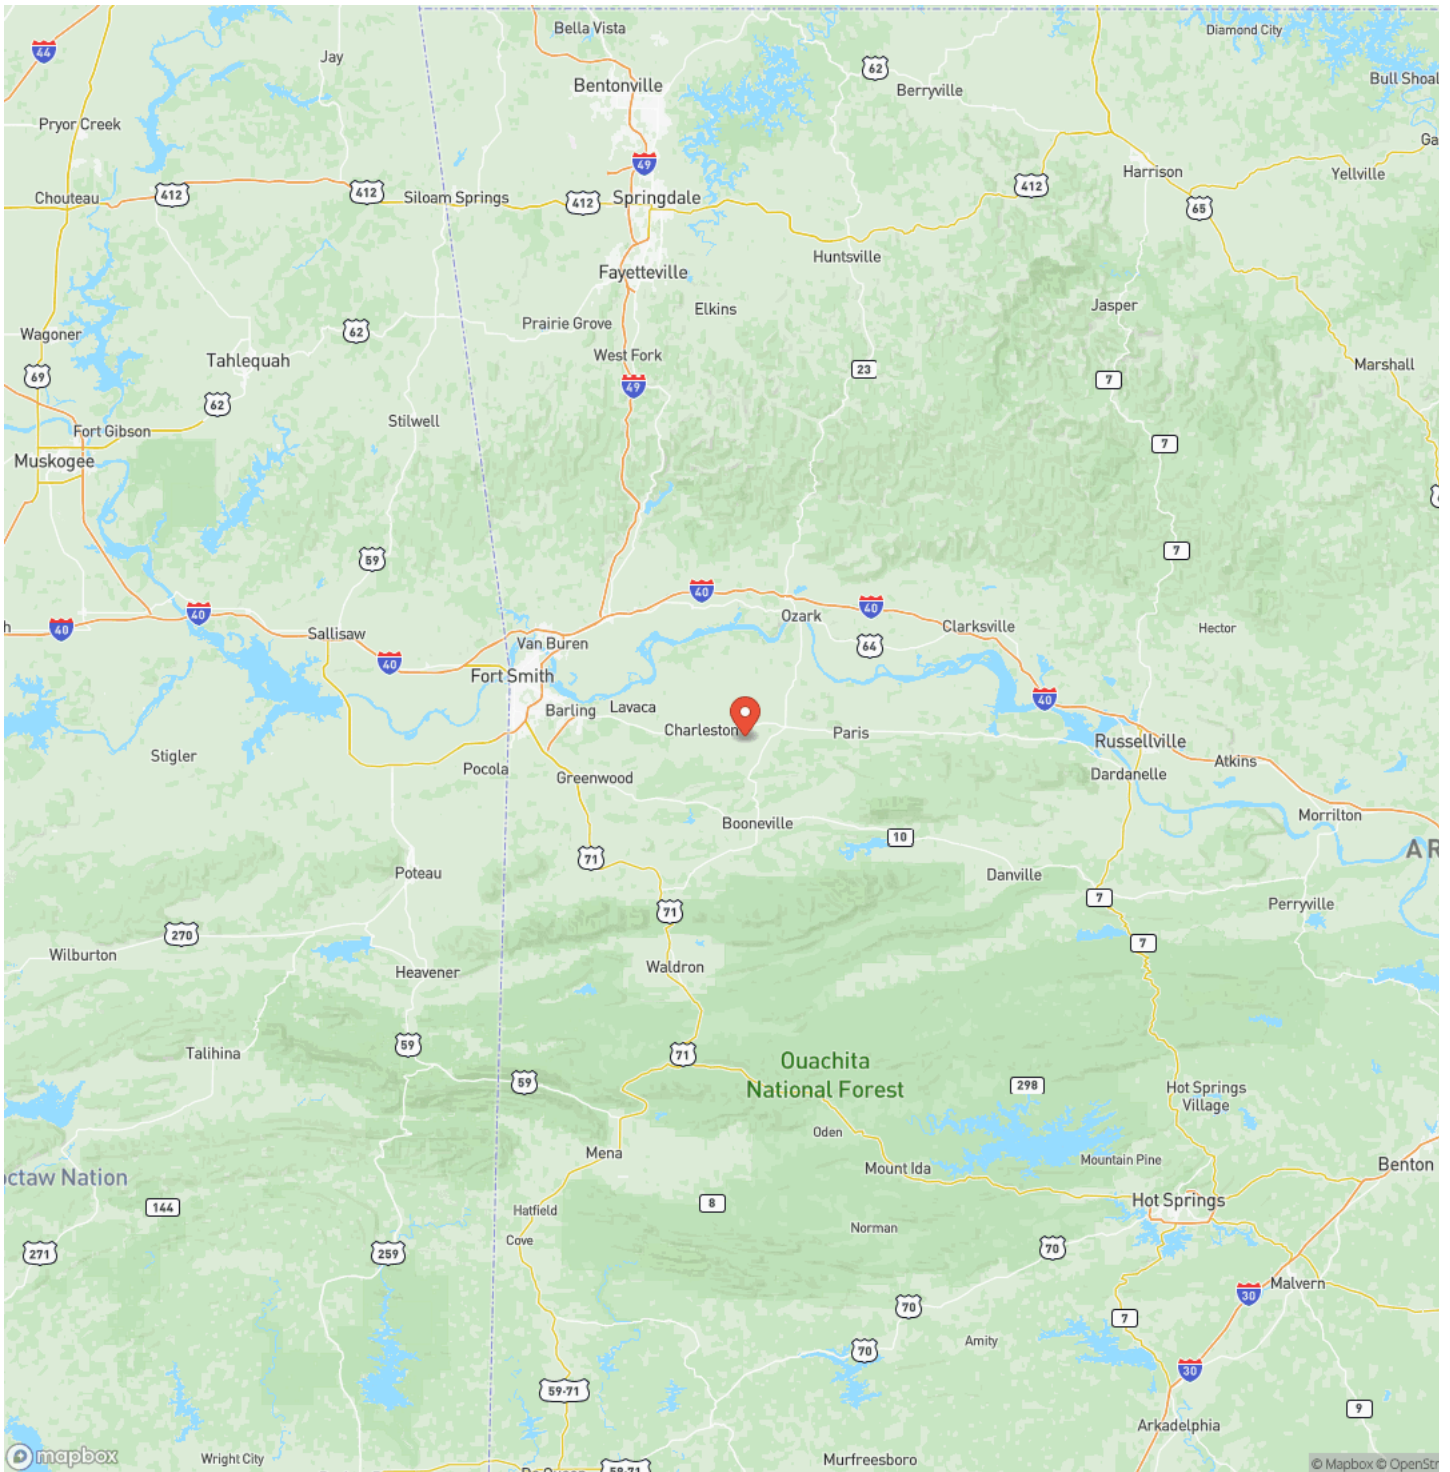 Bella Vista
Diamond City
44
Jay
62
Bentonville
Bull Shoal
Berryville
Pryor Creek
Ga
49
Harrison
Yellville
412
412
412
Chouteau
Siloam Springs
412
Springdale
65
Huntsville
Fayetteville
Jasper
Elkins
Prairie Grove
62
Wagoner
West Fork
Tahlequah
Marshall
23
69
7
49
62
Stilwell
Fort Gibson
7
Muskogee
7
59
40
40
40
Ozark
40
h
Sallisaw
Clarksville
Hector
Van Buren
64
40
Fort Smith
40
Barling
Lavaca
Charleston
Paris
Russellville
Stigler
Pocola
Greenwood
Dardanelle
Atkins
Morrilton
Booneville
10
AR
71
Poteau
Danville
7
Perryville
71
270
7
Wilburton
Waldron
Heavener
59
Talihina
71
Ouachita
National Forest
59
298
Hot Springs
Village
Oden
Mena
Mountain Pine
Mount Ida
Benton
octaw Nation
144
8
Hot Springs
Hatfield
Norman
Cove
70
271
259
Malvern
30
70
7
Amity
70
30
59-71
9
Arkadelphia
mapbox
Wright City
Murfreesboro
59-71
© Mapbox © OpenStr